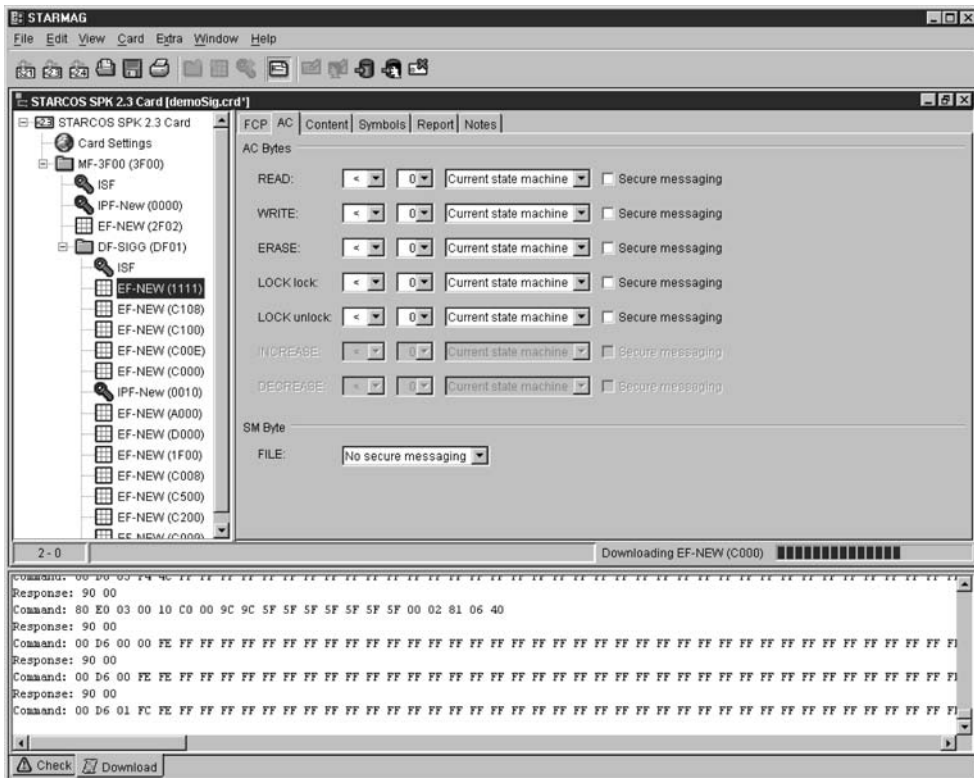 STARMAG
File Edit View Card Extra Window Help
STARCOS SPK 2.3 Card [demoSig.crd*]
STARCOS SPK 2.3 Card
Card Settings
MF-3F00 (3F00)
ISF
IPF-New (0000)
EF-NEW (2F02)
DF-SIGG (DF01)
ISF
EF-NEW (1111)
EF-NEW (C108)
EF-NEW (C100)
EF-NEW (C00E)
EF-NEW (C000)
IPF-New (0010)
EF-NEW (A000)
EF-NEW (D000)
EF-NEW (1F00)
EF-NEW (C008)
EF-NEW (C500)
EF-NEW (C200)
EF-NEW
FCP AC Content Symbols Report Notes
AC Bytes
READ: < 0 Current state machine Secure messaging
WRITE: < 0 Current state machine Secure messaging
ERASE: < 0 Current state machine Secure messaging
LOCK lock: < 0 Current state machine Secure messaging
LOCK unlock: < 0 Current state machine Secure messaging
INCREASE: < 0 Current state machine Secure messaging
DECREASE: < 0 Current state machine Secure messaging
SM Byte
FILE: No secure messaging
2 - 0 Downloading EF-NEW (C000)
Response: 90 00
Command: 80 E0 03 00 10 C0 00 9C 9C 5F 5F 5F 5F 5F 5F 00 02 81 06 40
Response: 90 00
Command: 00 D6 00 00 FE FF FF FF FF FF FF FF FF FF FF FF FF FF FF FF FF FF FF FF FF FF FF FF FF FF FF FF FF FF FF FF
Response: 90 00
Command: 00 D6 00 FE FE FF FF FF FF FF FF FF FF FF FF FF FF FF FF FF FF FF FF FF FF FF FF FF FF FF FF FF FF FF FF FF
Response: 90 00
Command: 00 D6 01 FC FE FF FF FF FF FF FF FF FF FF FF FF FF FF FF FF FF FF FF FF FF FF FF FF FF FF FF FF FF FF FF FF
Check Download